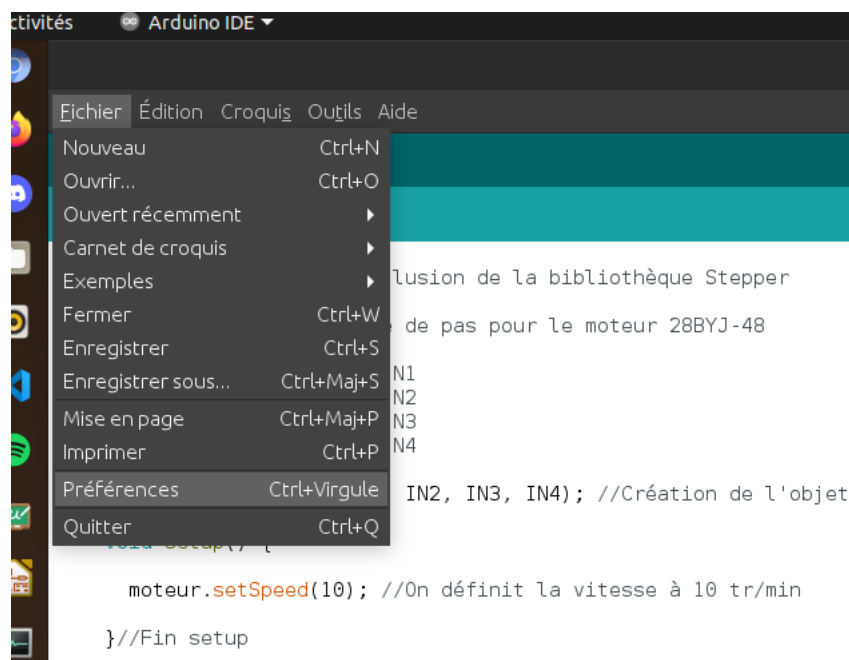 ctivités Arduino IDE
Fichier Édition Croquis Outils Aide
Nouveau Ctrl+N
Ouvrir... Ctrl+O
Ouvert récemment
Carnet de croquis
Exemples
Fermer Ctrl+W
Enregistrer Ctrl+S
Enregistrer sous... Ctrl+Maj+S
Mise en page Ctrl+Maj+P
Imprimer Ctrl+P
Préférences Ctrl+Virgule
Quitter Ctrl+Q
lusion de la bibliothèque Stepper
de pas pour le moteur 28BYJ-48
N1
N2
N3
N4
IN2, IN3, IN4); //Création de l'objet
moteur.setSpeed(10); //On définit la vitesse à 10 tr/min
}//Fin setup